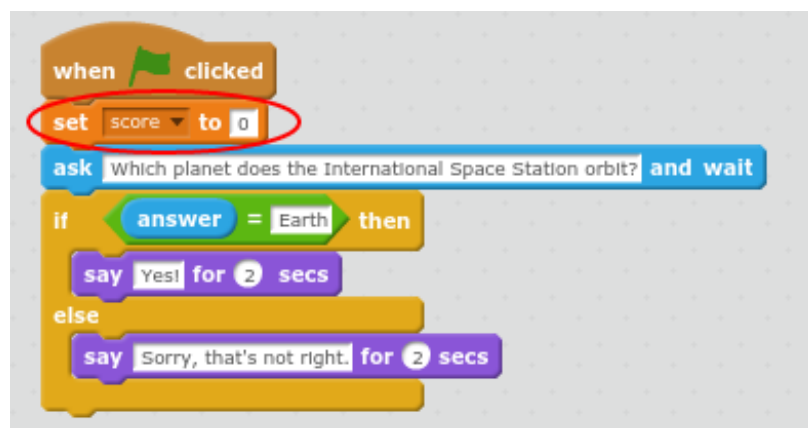 when clicked
set score to 0
ask Which planet does the International Space Station orbit? and wait
if answer = Earth then
say Yes! for 2 secs
else
say Sorry, that's not right. for 2 secs